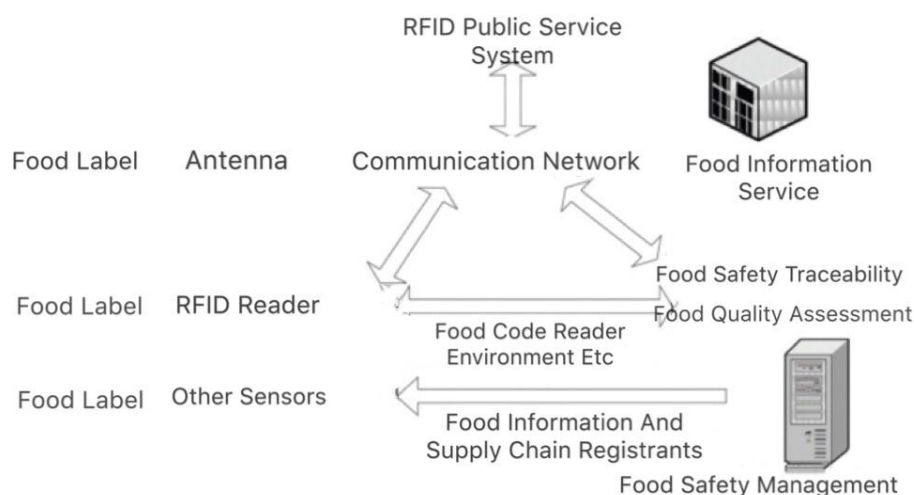 RFID Public Service
System
Food Label
Antenna
Communication Network
Food Information
Service
Food Safety Traceability
Food Label
RFID Reader
Food Quality Assessment
Food Code Reader
Environment Etc
Food Label
Other Sensors
Food Information And
Supply Chain Registrants
Food Safety Management